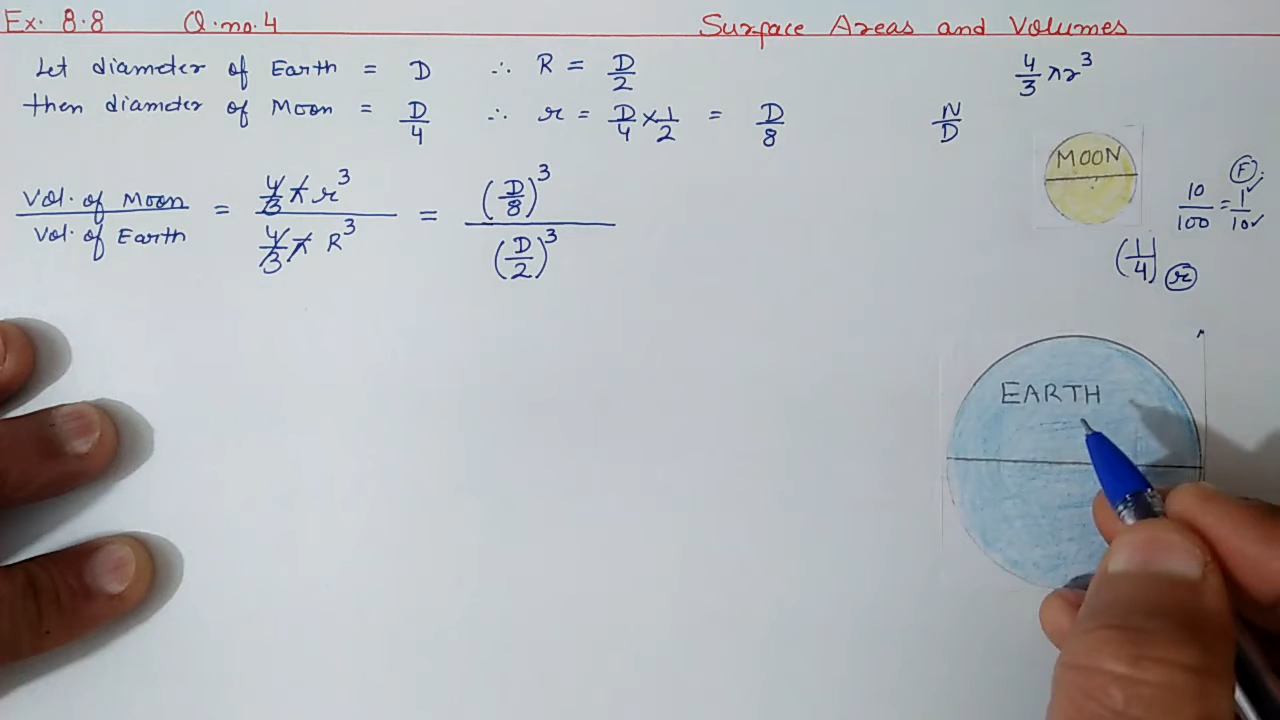 Ex. 8.8 Q.no.4 Surface Areas and Volumes
Let diameter of Earth = D ∴ R = D/2
then diameter of Moon = D/4 ∴ r = D/4 × 1/2 = D/8
Vol. of Moon / Vol. of Earth = 4/3 π r³ / 4/3 π R³ = (D/8)³ / (D/2)³
4/3 πr³
N/D
MOON
F
10/100 = 1/10
(1/4) r
EARTH